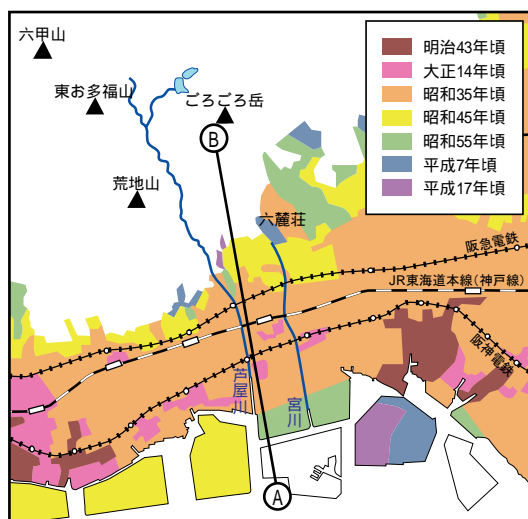 六甲山
東お多福山
ごろごろ岳
B
荒地山
六麓荘
明治43年頃
大正14年頃
昭和35年頃
昭和45年頃
昭和55年頃
平成7年頃
平成17年頃
阪急電鉄
JR東海道本線(神戸線)
阪神電鉄
芦屋川
宮川
A